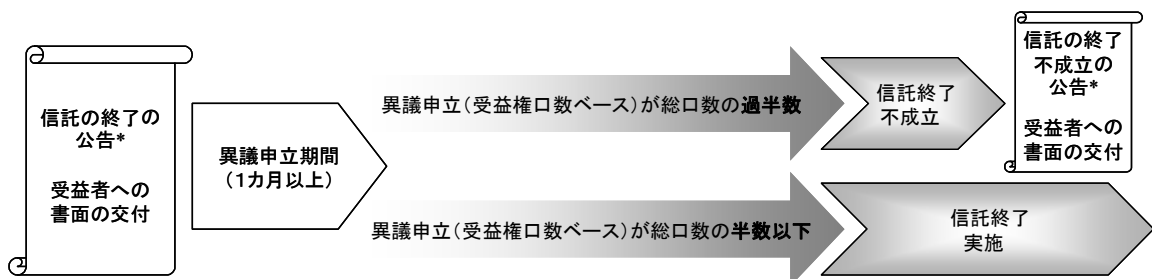 信託の終了の
公告*
受益者への
書面の交付
異議申立期間
（1カ月以上）
異議申立（受益権口数ベース）が総口数の過半数
信託終了
不成立
信託の終了
不成立の
公告*
受益者への
書面の交付
異議申立（受益権口数ベース）が総口数の半数以下
信託終了
実施